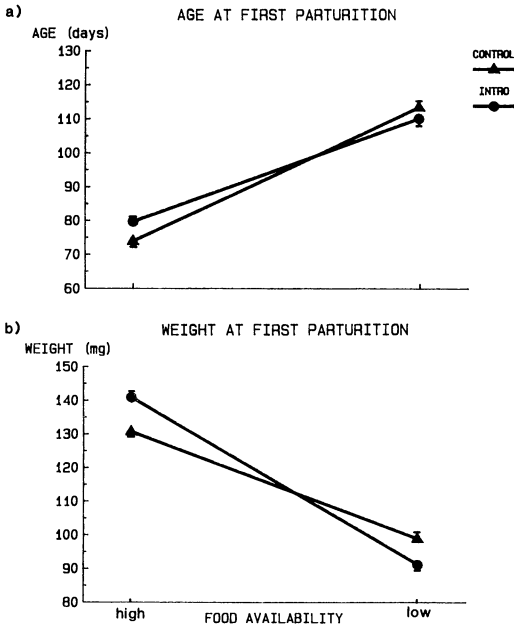 a)
AGE AT FIRST PARTURITION
AGE (days)
130
120
110
100
90
80
70
60
CONTROL
INTRO
b)
WEIGHT AT FIRST PARTURITION
WEIGHT (mg)
150
140
130
120
110
100
90
80
high
FOOD AVAILABILITY
low